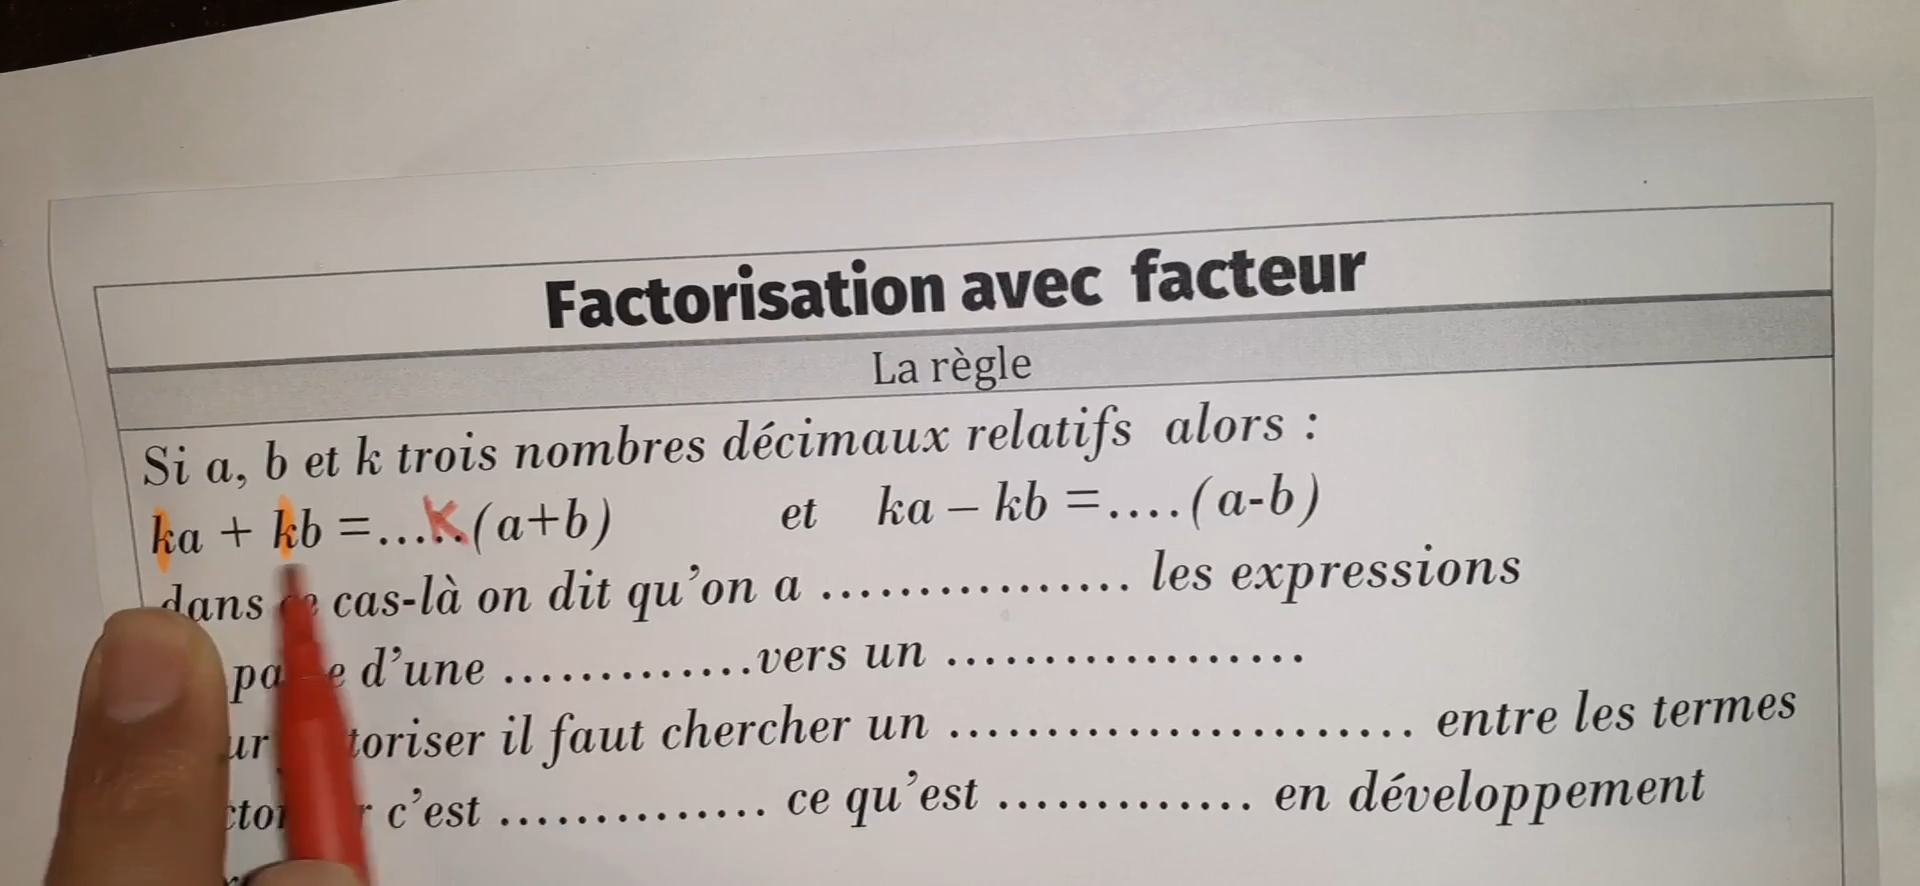 Factorisation avec facteur
La règle
Si a, b et k trois nombres décimaux relatifs alors :
ka + kb =...K..(a+b) et ka – kb =....( a-b)
dans cas-là on dit qu'on a ............... les expressions
d'une .............vers un ..................
il faut chercher un ....................... entre les termes
c'est .............. ce qu'est ............. en développement